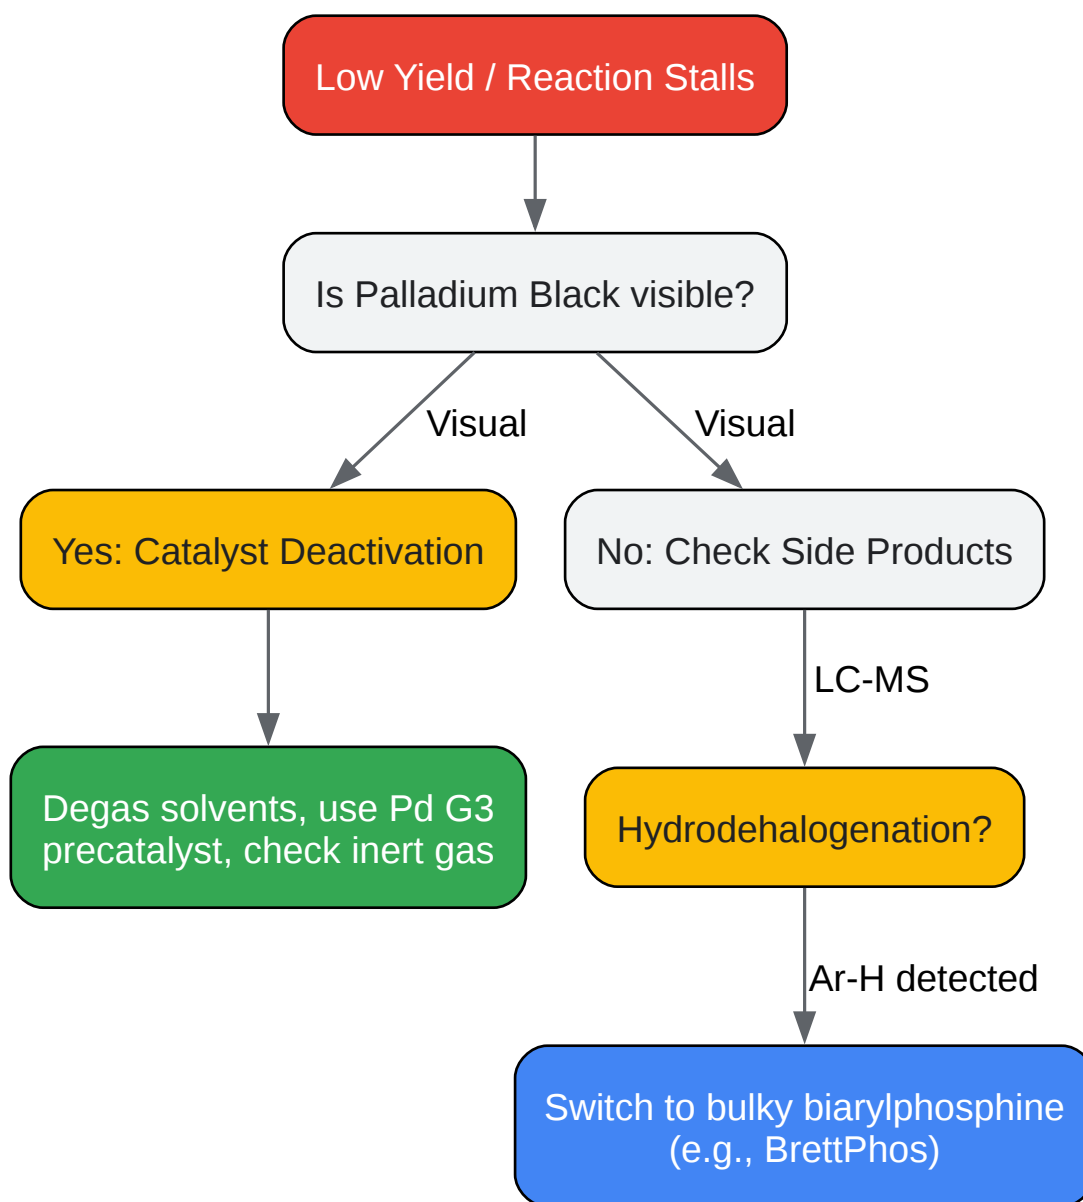 Low Yield / Reaction Stalls
Is Palladium Black visible?
Visual
Visual
Yes: Catalyst Deactivation
No: Check Side Products
LC-MS
Degas solvents, use Pd G3
precatalyst, check inert gas
Hydrodehalogenation?
Ar-H detected
Switch to bulky biarylphosphine
(e.g., BrettPhos)